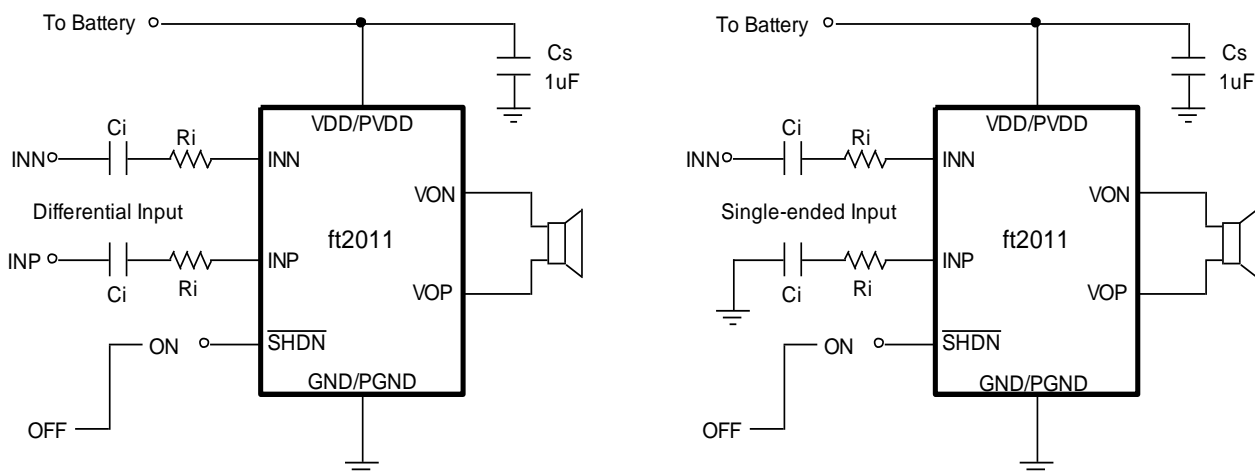 To Battery
Cs
1uF
VDD/PVDD
Ci
Ri
INN
INN
VON
Differential Input
ft2011
INP
INP
Ci
Ri
VOP
ON
SHDN
GND/PGND
OFF
To Battery
Cs
1uF
VDD/PVDD
Ci
Ri
INN
INN
VON
Single-ended Input
ft2011
INP
Ci
Ri
VOP
ON
SHDN
GND/PGND
OFF